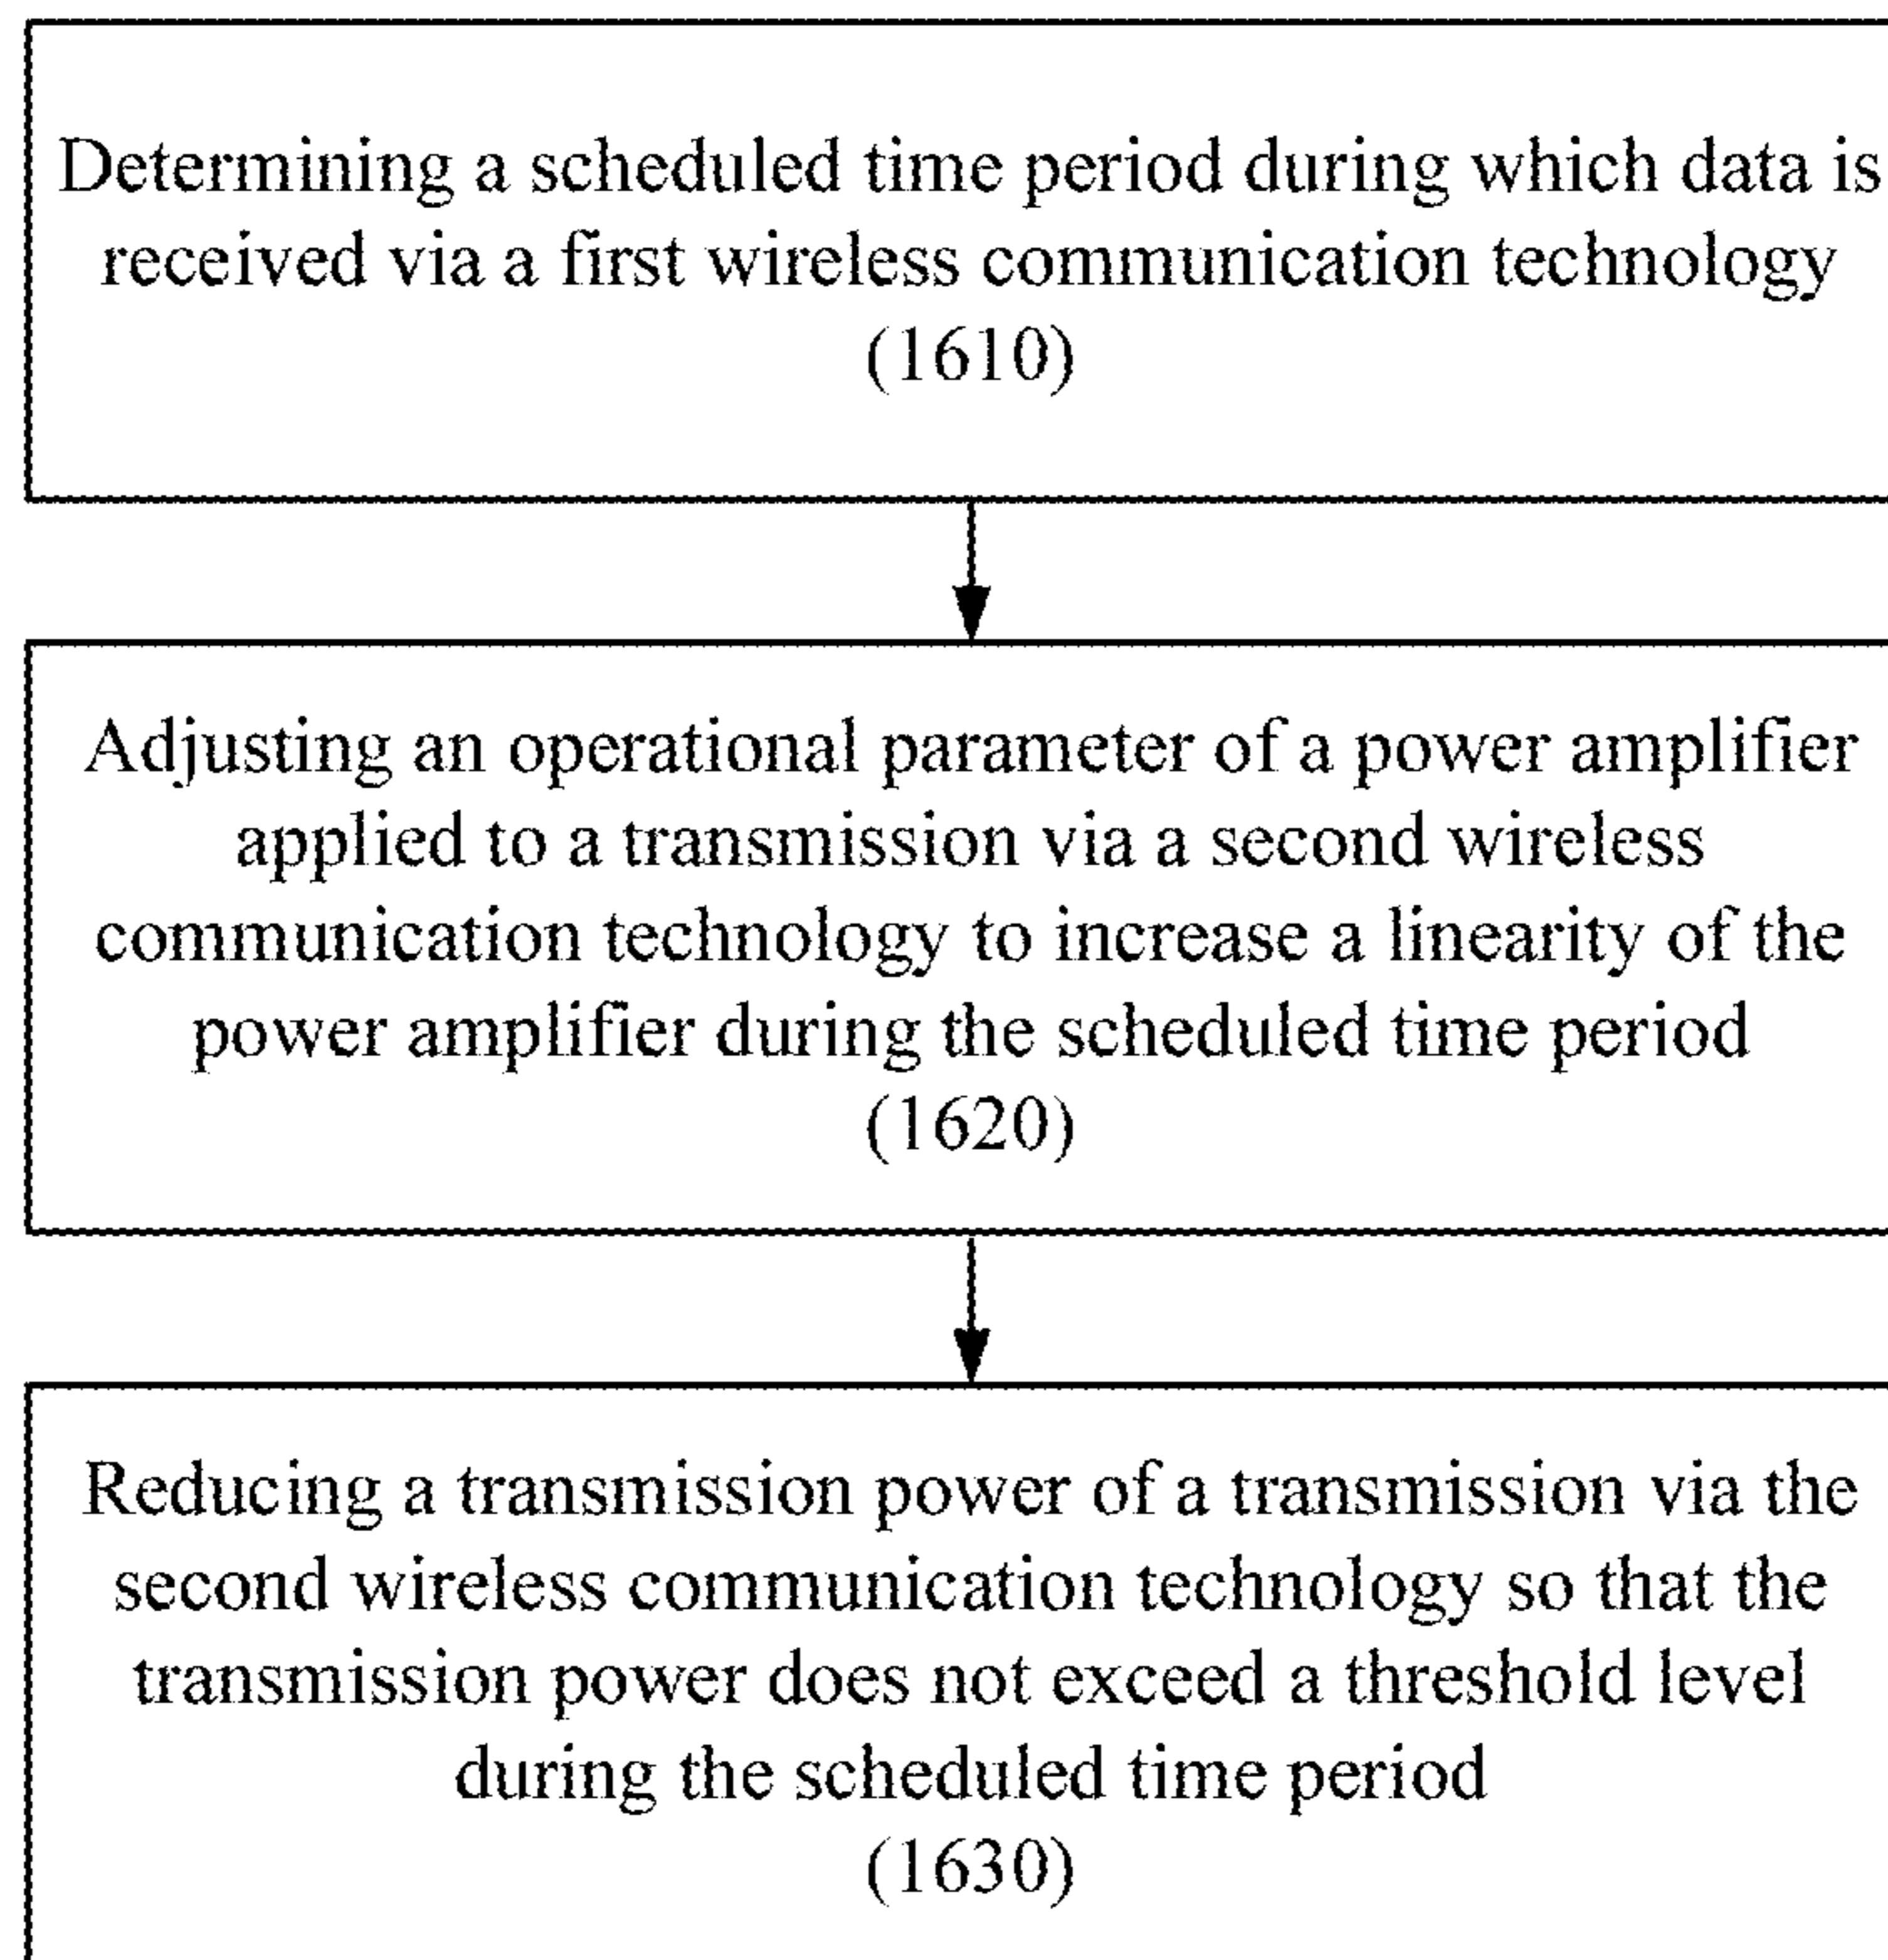 Determining a scheduled time period during which data is
received via a first wireless communication technology
(1610)
Adjusting an operational parameter of a power amplifier
applied to a transmission via a second wireless
communication technology to increase a linearity of the
power amplifier during the scheduled time period
(1620)
Reducing a transmission power of a transmission via the
second wireless communication technology so that the
transmission power does not exceed a threshold level
during the scheduled time period
(1630)